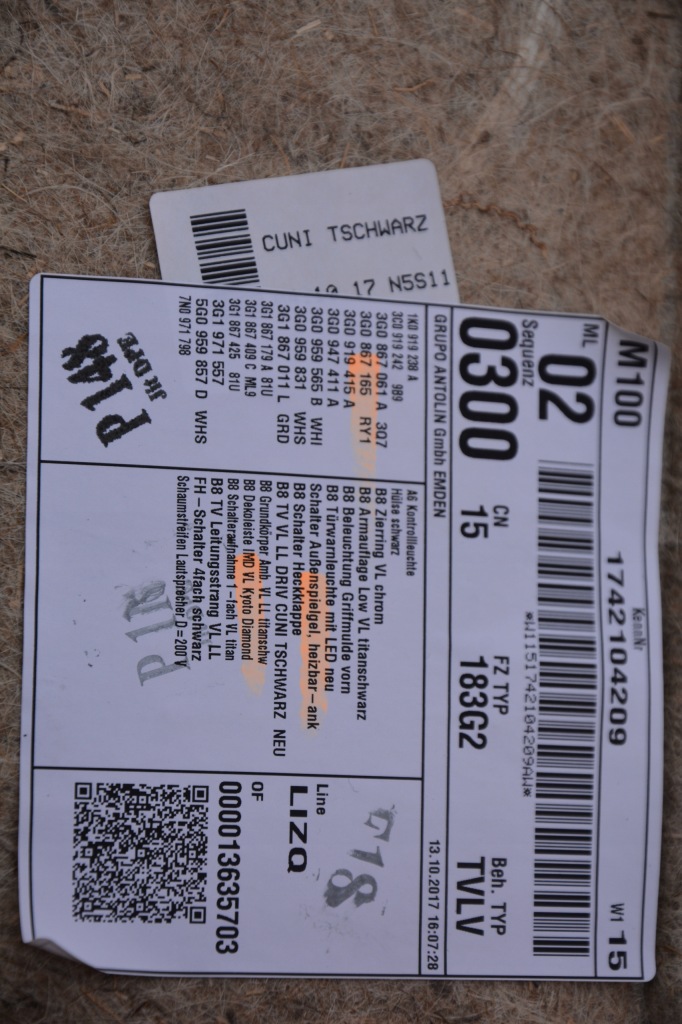 CUNI TSCHWARZ
17 N5S11
M100
KennNr
1742104209
W1 15
ML
02
*W1151742104209AW*
Sequenz
0300
CN
15
FZ TYP
183G2
Beh. TYP
TVLV
GRUPO ANTOLIN GmbH EMDEN
13.10.2017 16:07:28
1K0 919 238 A A6 Kontrolleuchte
3C0 919 242 989 Hülse schwarz
3G0 867 061 A 3Q7 B8 Zierring VL chrom
3G0 867 165 RY1 B8 Armauflage Low VL titanschwarz
3G0 919 415 A B8 Beleuchtung Griffmulde vorn
3G0 947 411 A B8 Türwarnleuchte mit LED neu
3G0 959 565 B WHI Schalter Außenspielgel, heizbar-ank
3G0 959 831 WHS B8 Schalter Heckklappe
3G1 867 011 L GRD B8 TV VL LL DRIV CUNI TSCHWARZ NEU
3G1 867 179 A 81U B8 Grundkörper Amb. VL LL titanschw
3G1 867 409 C ML9 B8 Dekoleiste IMD VL Kyoto Diamond
3G1 867 425 81U B8 Schalteraufnahme 1-fach VL titan
3G1 971 557 B8 TV Leitungsstrang VL LL
5G0 959 857 D WHS FH-Schalter 4fach schwarz
7N0 971 798 Schaumstreifen Lautsprecher D=200 V
P148
Line
LIZQ
OF
000013635703